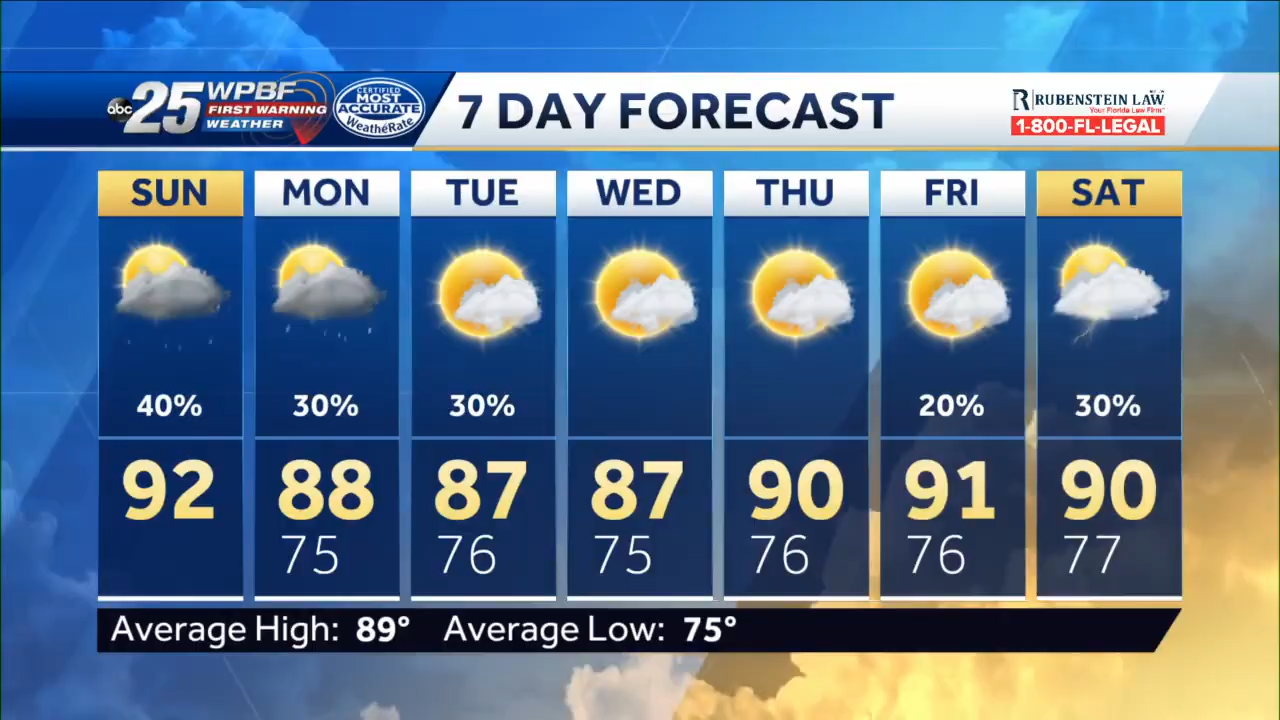 abc 25 WPBF
FIRST WARNING
WEATHER
CERTIFIED
MOST
ACCURATE
WeatheRate
7 DAY FORECAST
RUBENSTEIN LAW
Your Florida Law Firm
1-800-FL-LEGAL
SUN MON TUE WED THU FRI SAT
40% 30% 30% 20% 30%
92 88 87 87 90 91 90
75 76 75 76 76 77
Average High: 89° Average Low: 75°